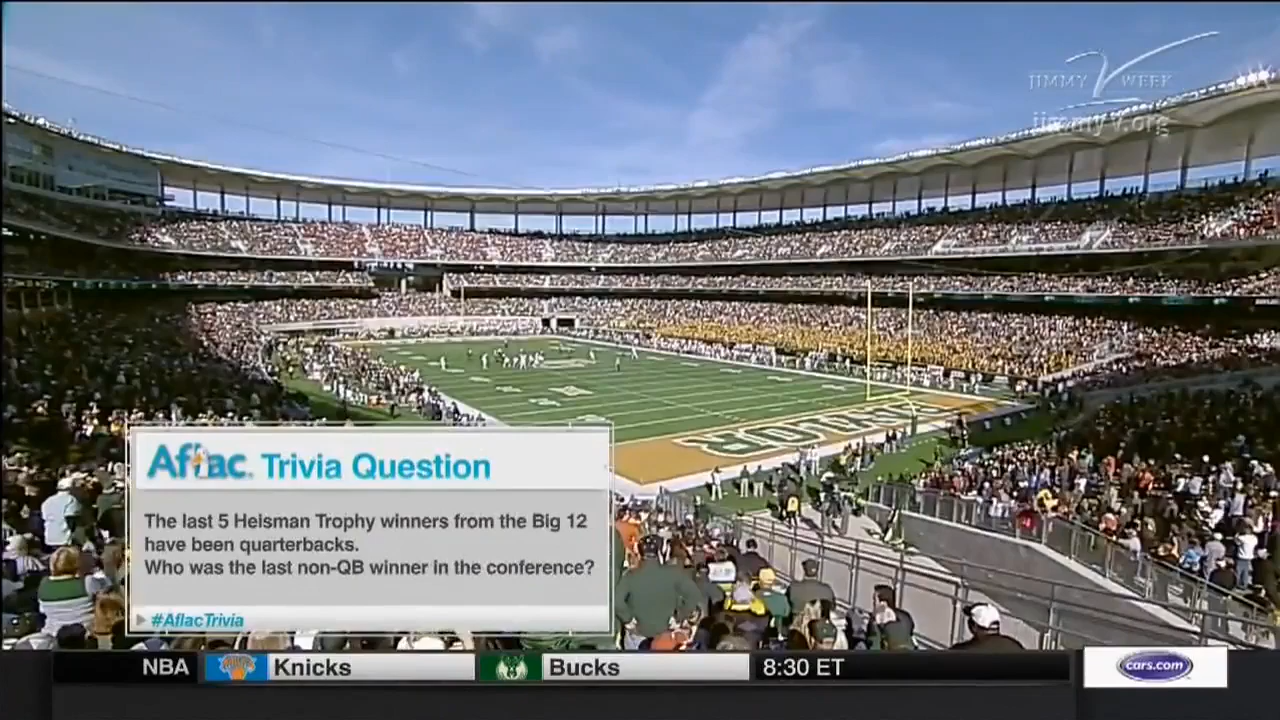 JIMMY V WEEK
jimmyV.org
Aflac Trivia Question
The last 5 Heisman Trophy winners from the Big 12
have been quarterbacks.
Who was the last non-QB winner in the conference?
#AflacTrivia
NBA Knicks Bucks 8:30 ET
cars.com